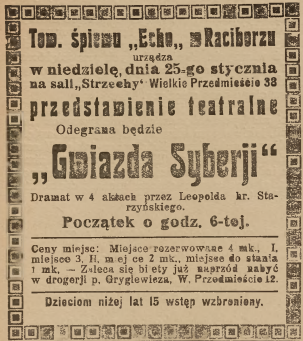 Tow. śpiewu „Echo„ w Raciborzu
urządza
w niedzielę, dnia 25-go stycznia
na sali „Strzechy" Wielkie Przedmieście 38
przedstawienie teatralne
Odegrana będzie
„Gwiazda Syberji"
Dramat w 4 aktach przez Leopolda hr. Sta-
rzyńskiego.
Początek o godz. 6-tej.
Ceny miejsc: Miejsce rezerwowane 4 mk., I.
miejsce 3, II, miejsce 2 mk., miejsce do stania
1 mk. — Zaleca się bilety już naprzód nabyć
w drogerji p. Gryglewicza, W. Przedmieście 12.
Dzieciom niżej lat 15 wstęp wzbroniony.